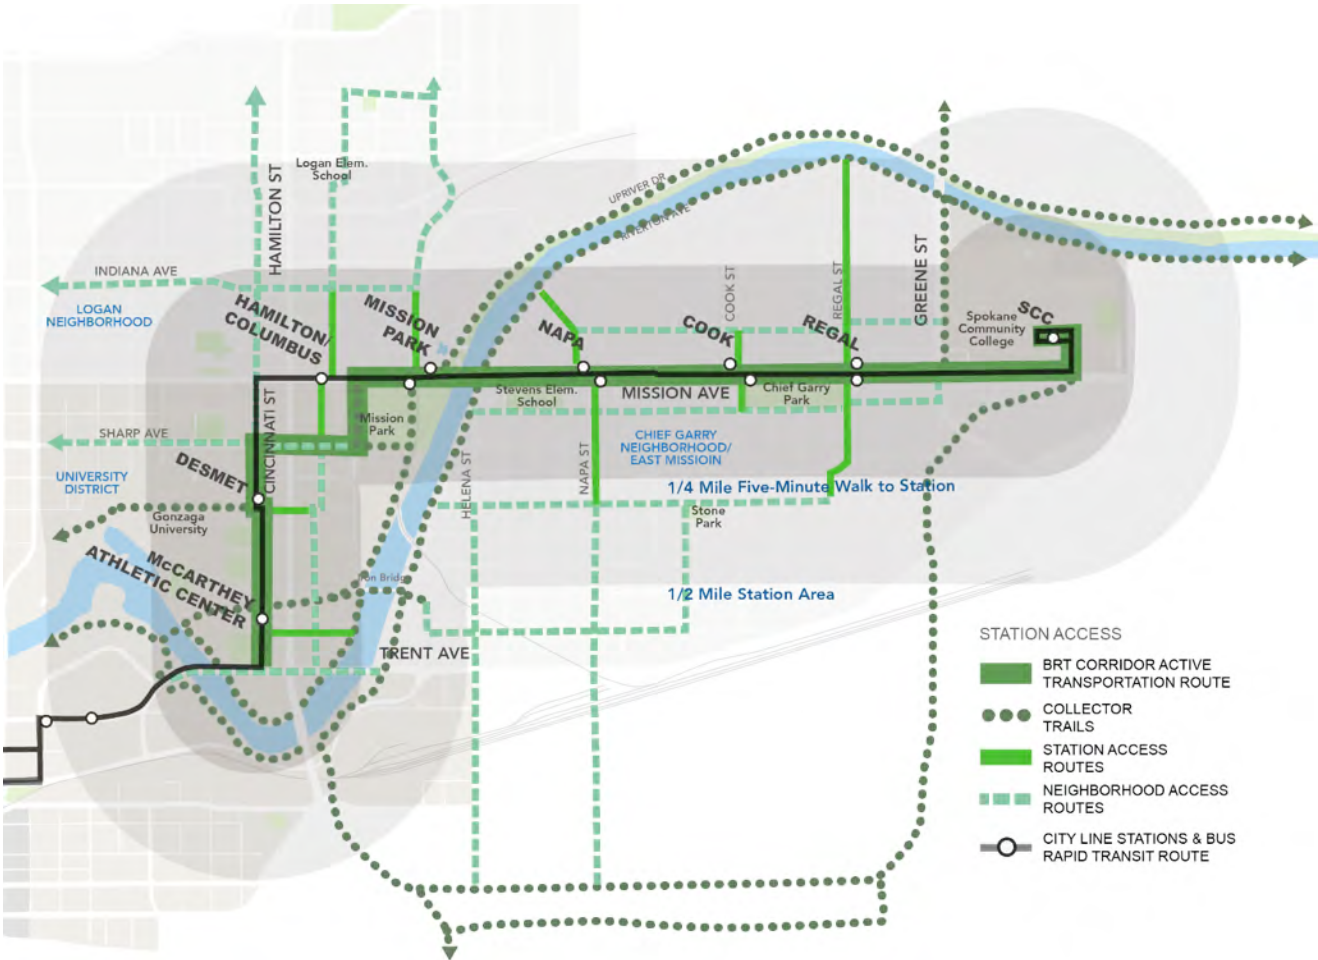 Logan Elem.
School
HAMILTON ST
UPRIVER DR
RIVERTON AVE
INDIANA AVE
LOGAN
NEIGHBORHOOD
HAMILTON/
COLUMBUS
MISSION
PARK
NAPA
COOK ST
COOK
REGAL ST
REGAL
GREENE ST
Spokane
Community
College
SCC
Stevens Elem.
School
MISSION AVE
Chief Garry
Park
Mission
Park
CINCINNATI ST
SHARP AVE
DESMET
UNIVERSITY
DISTRICT
CHIEF GARRY
NEIGHBORHOOD/
EAST MISSIOIN
HELENA ST
NAPA ST
1/4 Mile Five-Minute Walk to Station
Stone
Park
Gonzaga
University
McCARTHEY
ATHLETIC CENTER
Iron Bridge
1/2 Mile Station Area
TRENT AVE
STATION ACCESS
BRT CORRIDOR ACTIVE
TRANSPORTATION ROUTE
COLLECTOR
TRAILS
STATION ACCESS
ROUTES
NEIGHBORHOOD ACCESS
ROUTES
CITY LINE STATIONS & BUS
RAPID TRANSIT ROUTE